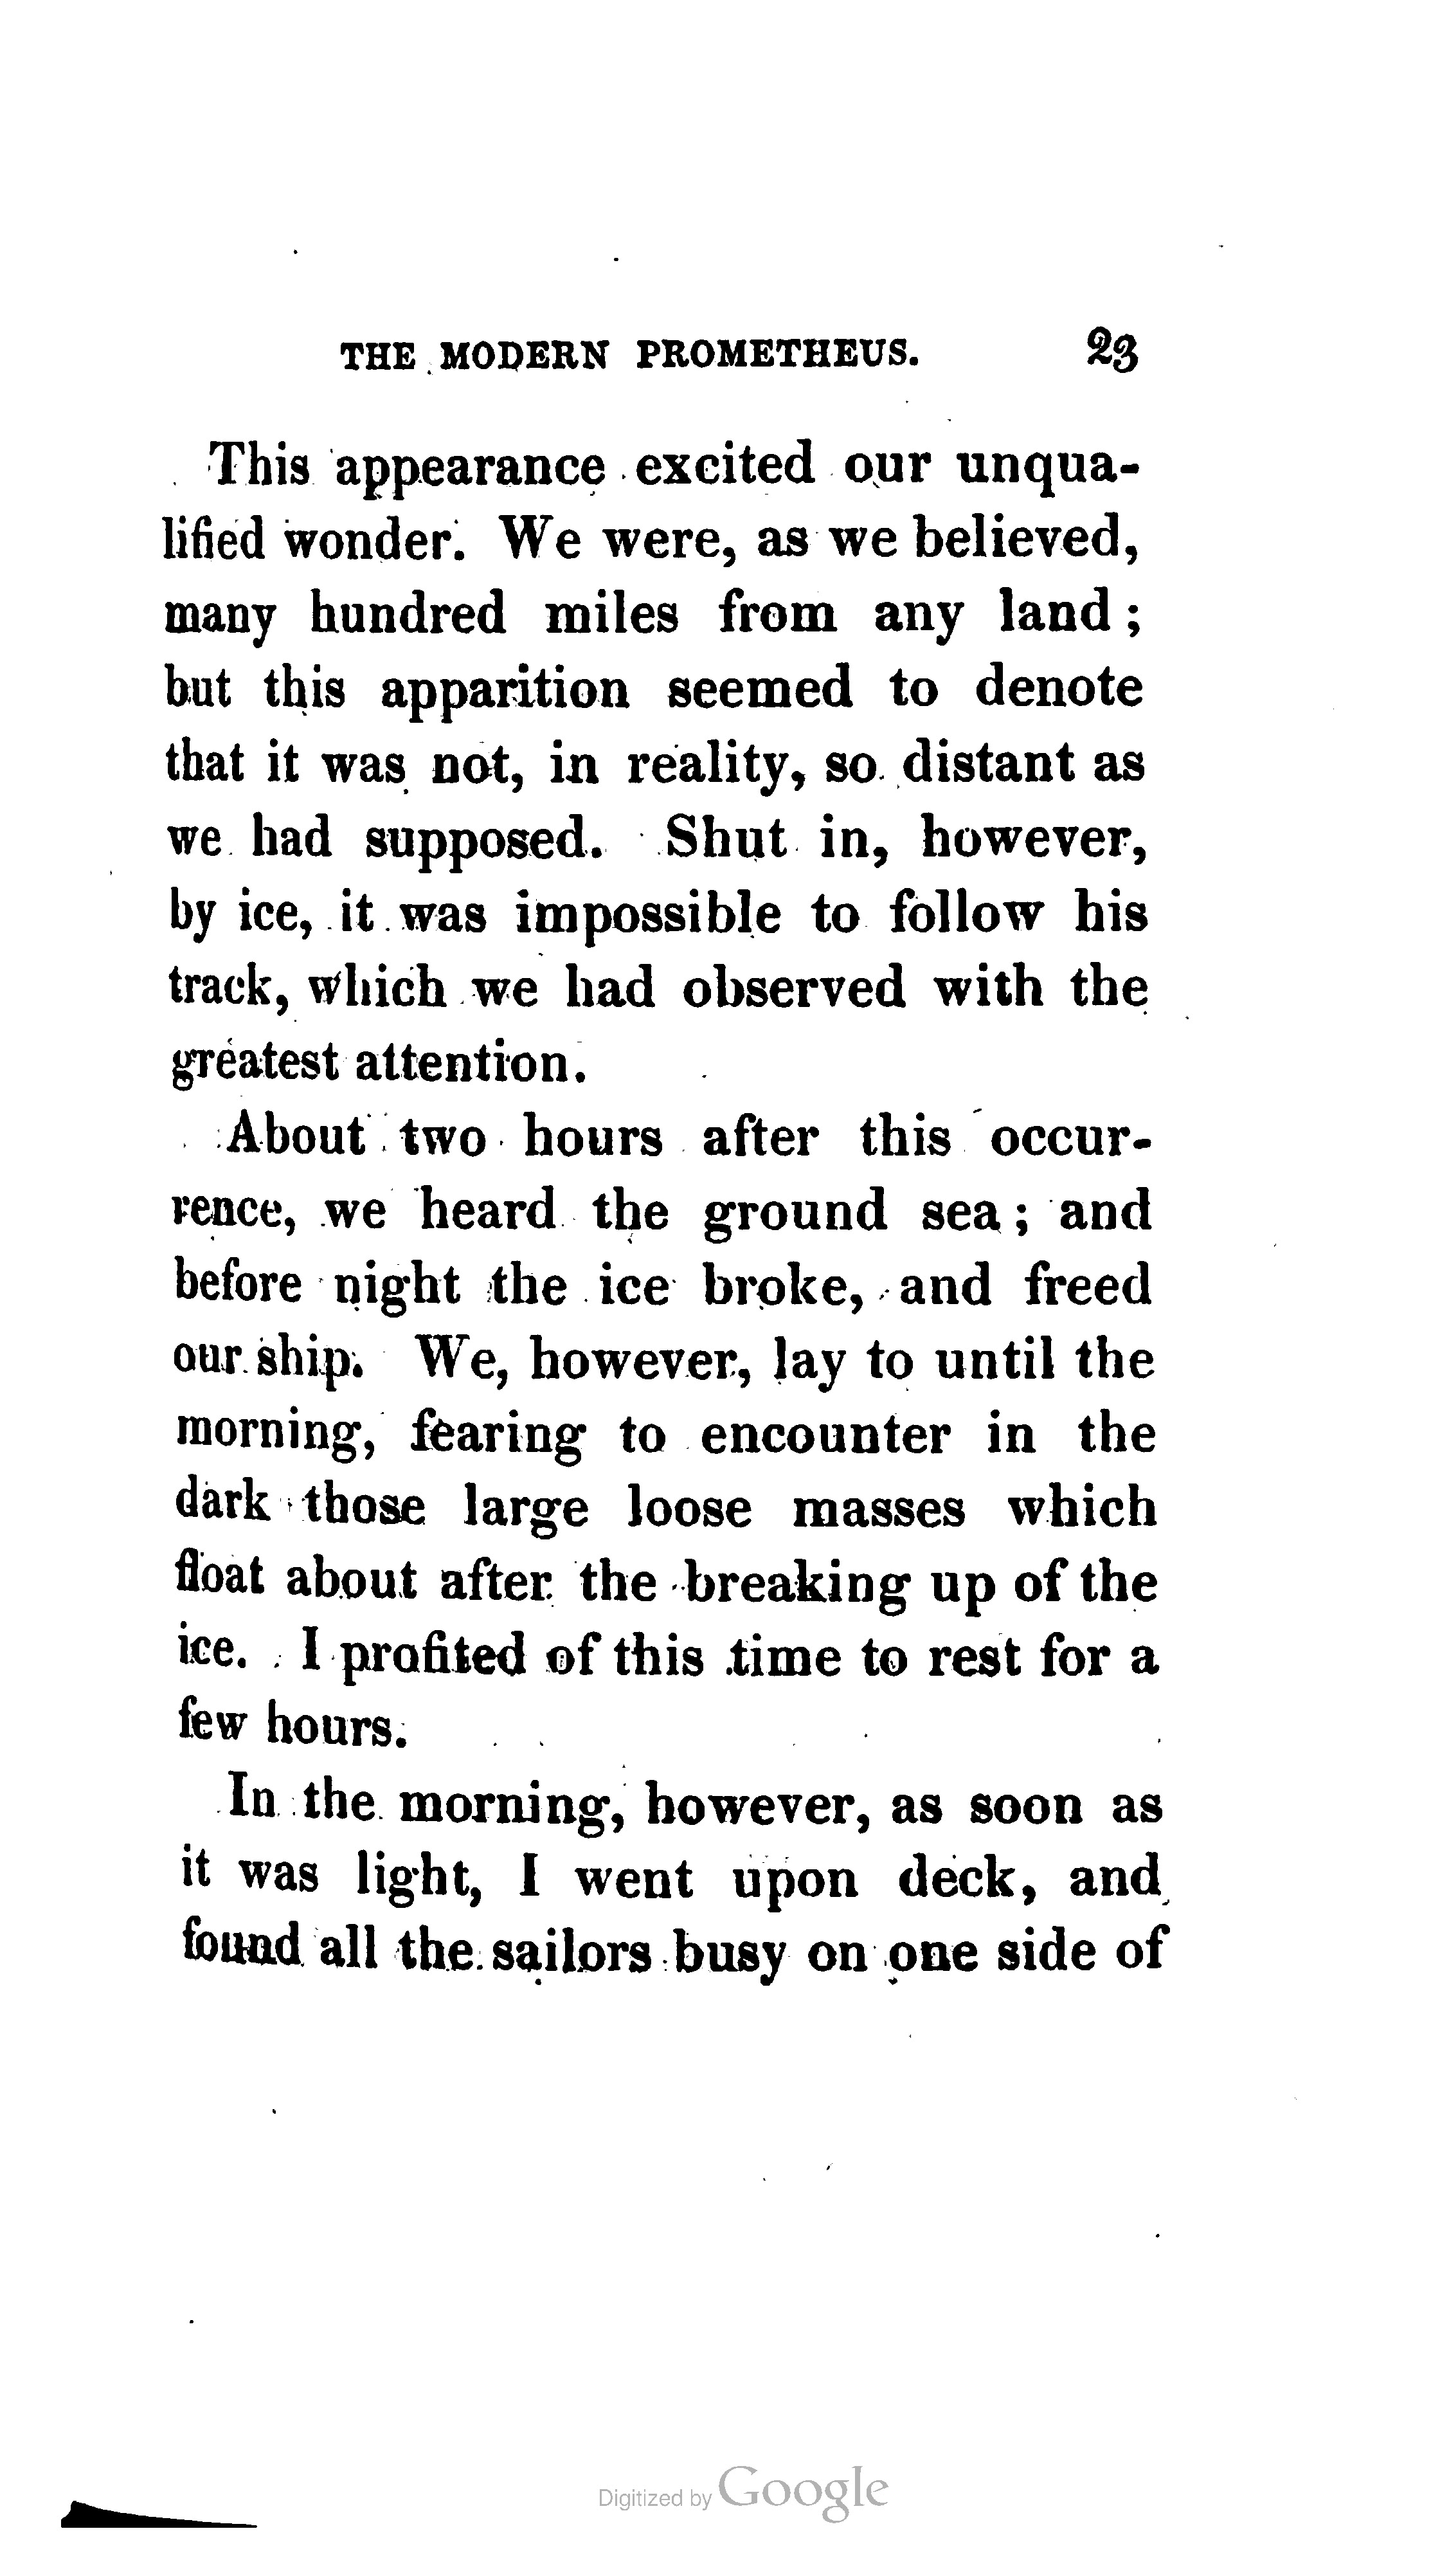 THE MODERN PROMETHEUS. 23
This appearance excited our unqua-
lified wonder. We were, as we believed,
many hundred miles from any land ;
but this apparition seemed to denote
that it was not, in reality, so distant as
we had supposed. Shut in, however,
by ice, it was impossible to follow his
track, which we had observed with the
greatest attention.
About two hours after this occur-
rence, we heard the ground sea ; and
before night the ice broke, and freed
our ship. We, however, lay to until the
morning, fearing to encounter in the
dark those large loose masses which
float about after the breaking up of the
ice. I profited of this time to rest for a
few hours.
In the morning, however, as soon as
it was light, I went upon deck, and
found all the sailors busy on one side of
Digitized by Google